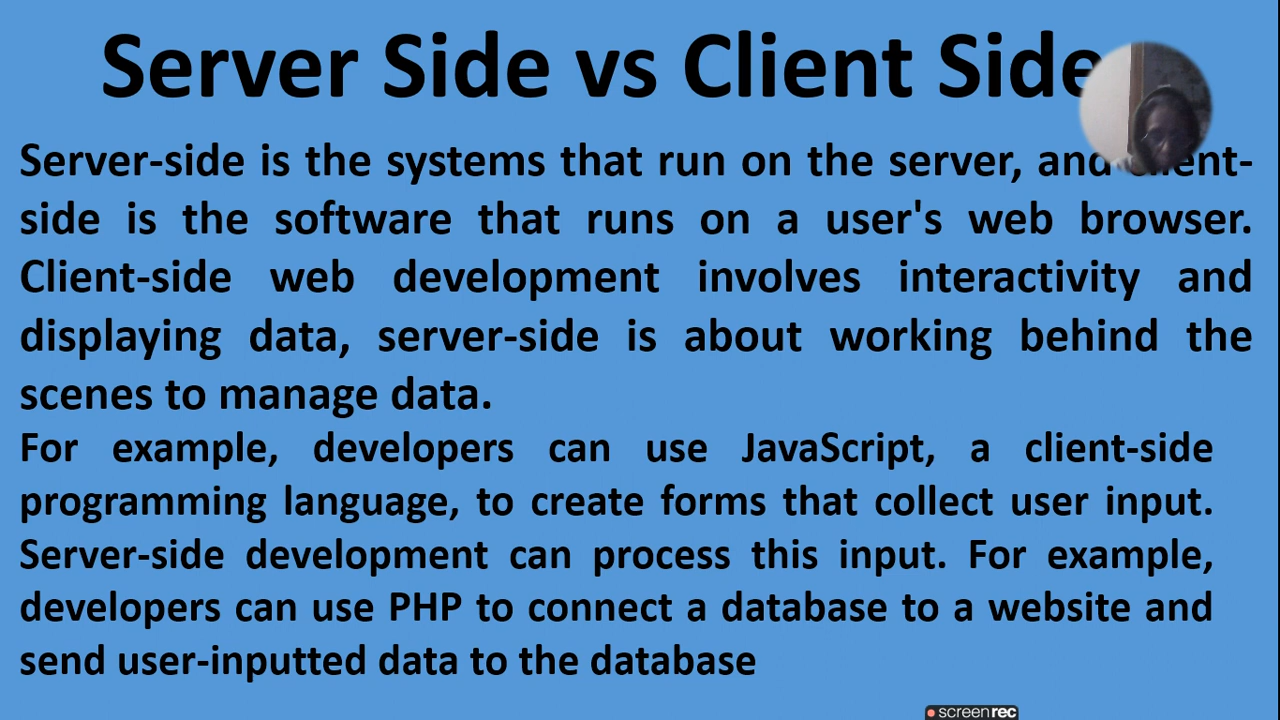 Server Side vs Client Side
Server-side is the systems that run on the server, and client-
side is the software that runs on a user's web browser.
Client-side web development involves interactivity and
displaying data, server-side is about working behind the
scenes to manage data.
For example, developers can use JavaScript, a client-side
programming language, to create forms that collect user input.
Server-side development can process this input. For example,
developers can use PHP to connect a database to a website and
send user-inputted data to the database
screenrec